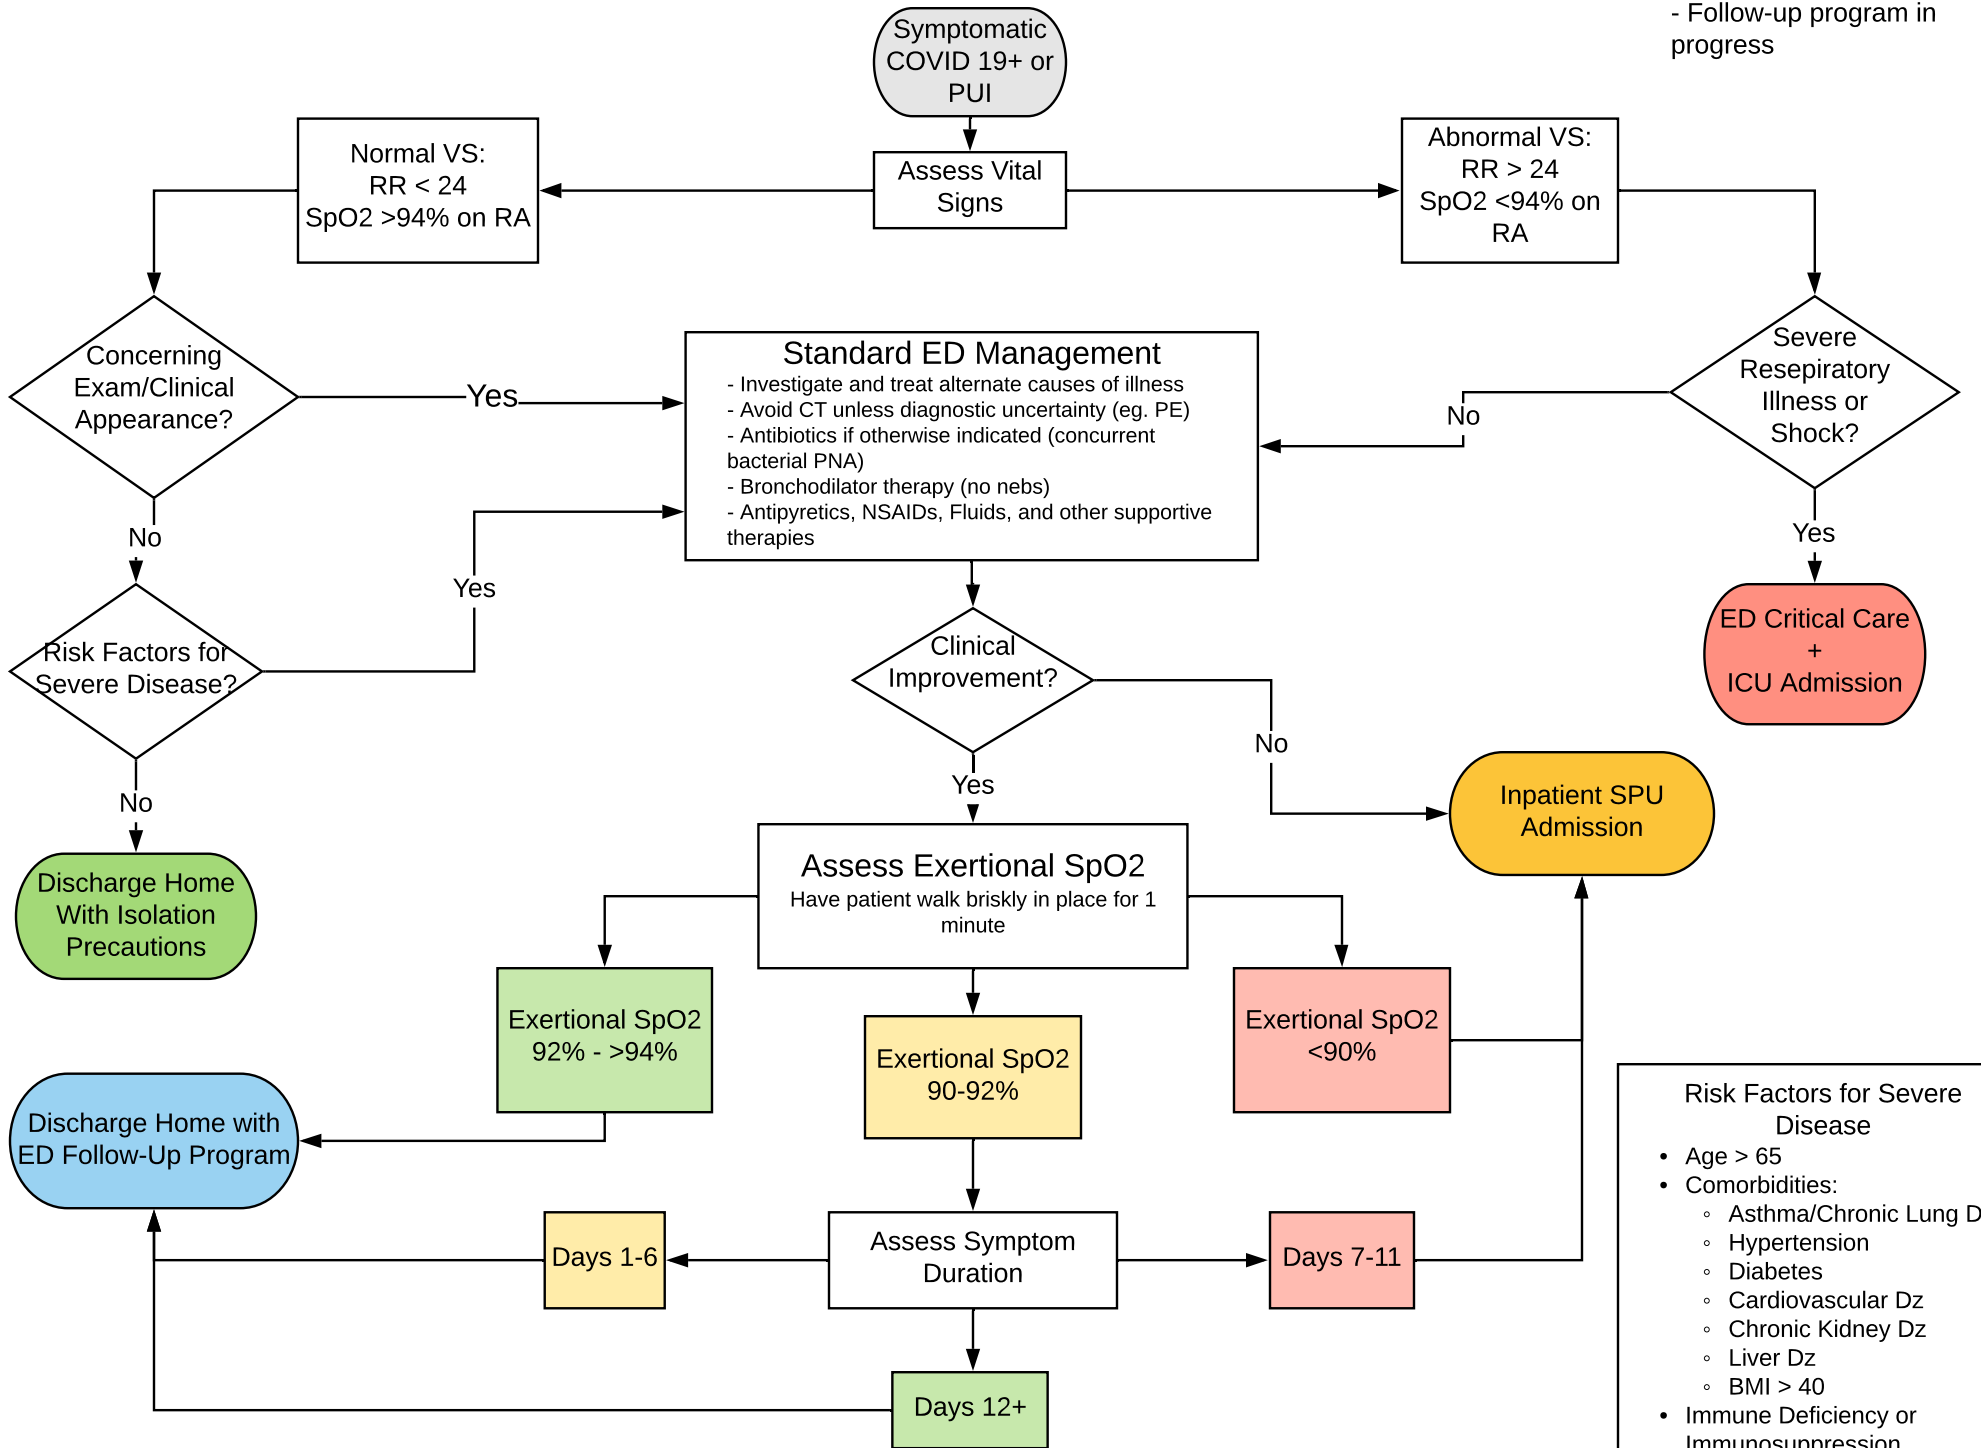 - Follow-up program in
progress
Symptomatic
COVID 19+ or
PUI
Normal VS:
RR < 24
SpO2 >94% on RA
Assess Vital
Signs
Abnormal VS:
RR > 24
SpO2 <94% on
RA
Concerning
Exam/Clinical
Appearance?
Yes
Standard ED Management
- Investigate and treat alternate causes of illness
- Avoid CT unless diagnostic uncertainty (eg. PE)
- Antibiotics if otherwise indicated (concurrent
bacterial PNA)
- Bronchodilator therapy (no nebs)
- Antipyretics, NSAIDs, Fluids, and other supportive
therapies
No
Severe
Resepiratory
Illness or
Shock?
No
Yes
Yes
Risk Factors for
Severe Disease?
Clinical
Improvement?
ED Critical Care
+
ICU Admission
No
No
Yes
Inpatient SPU
Admission
Discharge Home
With Isolation
Precautions
Assess Exertional SpO2
Have patient walk briskly in place for 1
minute
Exertional SpO2
92% - >94%
Exertional SpO2
90-92%
Exertional SpO2
<90%
Discharge Home with
ED Follow-Up Program
Days 1-6
Assess Symptom
Duration
Days 7-11
Days 12+
Risk Factors for Severe
Disease
• Age > 65
• Comorbidities:
◦ Asthma/Chronic Lung D
◦ Hypertension
◦ Diabetes
◦ Cardiovascular Dz
◦ Chronic Kidney Dz
◦ Liver Dz
◦ BMI > 40
• Immune Deficiency or
Immunosuppression